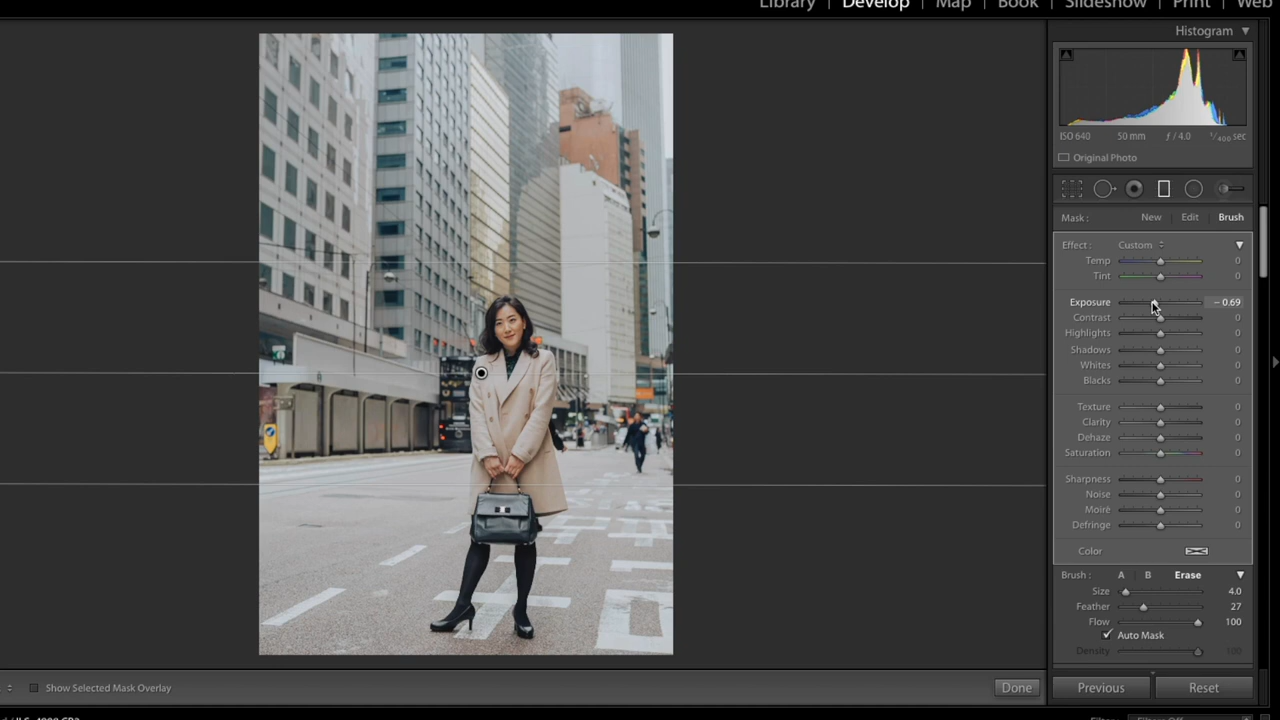 Library | Develop | Map | Book | Slideshow | Print | Web
Histogram
ISO 640 50 mm ƒ / 4.0 1/400 sec
Original Photo
Mask : New Edit Brush
Effect : Custom
Temp 0
Tint 0
Exposure – 0.69
Contrast 0
Highlights 0
Shadows 0
Whites 0
Blacks 0
Texture 0
Clarity 0
Dehaze 0
Saturation 0
Sharpness 0
Noise 0
Moiré 0
Defringe 0
Color
Brush : A B Erase
Size 4.0
Feather 27
Flow 100
Auto Mask
Density 100
Show Selected Mask Overlay
Done
Previous
Reset